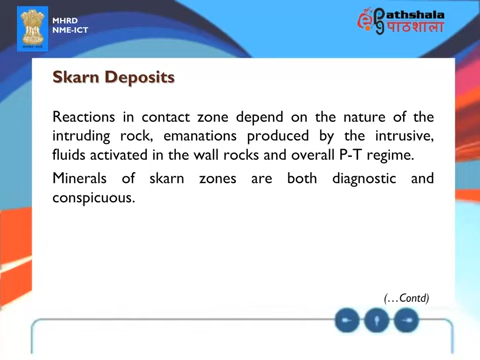 MHRD
NME-ICT
epathshala
पाठशाला
Skarn Deposits
Reactions in contact zone depend on the nature of the
intruding rock, emanations produced by the intrusive,
fluids activated in the wall rocks and overall P-T regime.
Minerals of skarn zones are both diagnostic and
conspicuous.
(…Contd)